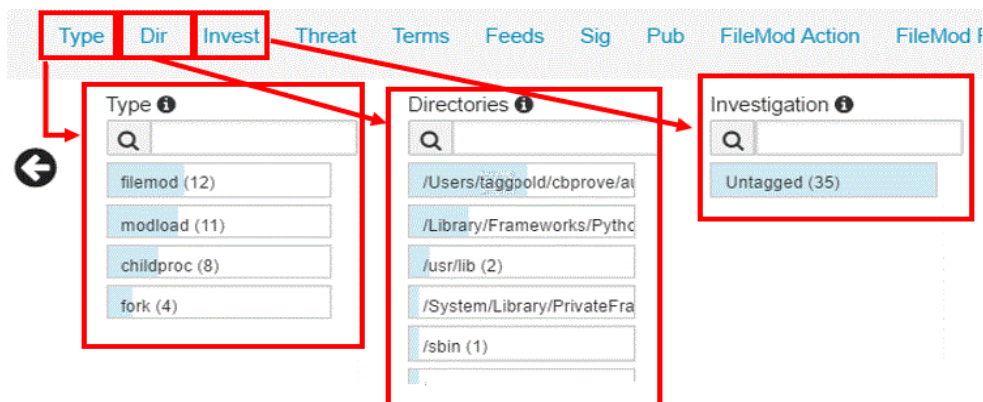 Type Dir Invest Threat Terms Feeds Sig Pub FileMod Action FileMod
Type
Directories
Investigation
filemod (12)
modload (11)
childproc (8)
fork (4)
/Users/taggpold/cbprove/
/Library/Frameworks/Pytho
/usr/lib (2)
/System/Library/PrivateFra
/sbin (1)
Untagged (35)